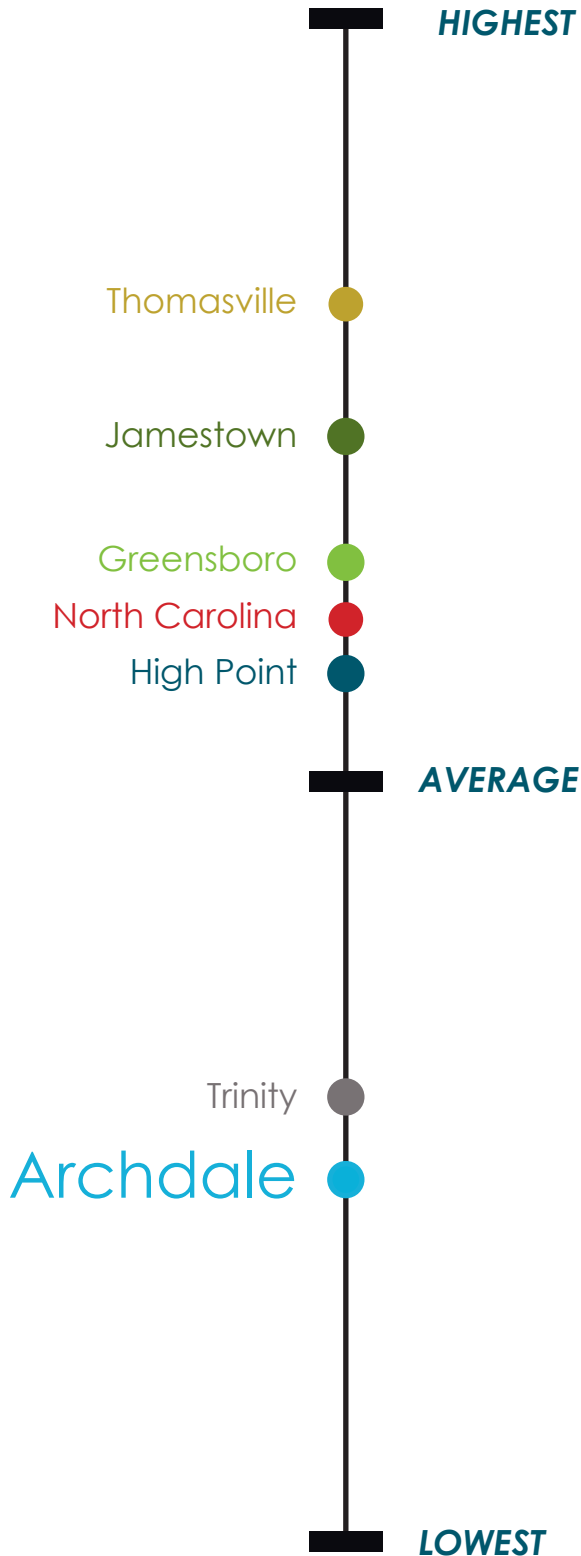 HIGHEST
Thomasville
Jamestown
Greensboro
North Carolina
High Point
AVERAGE
Trinity
Archdale
LOWEST